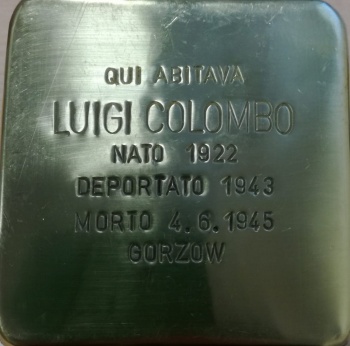 QUI ABITAVA
LUIGI COLOMBO
NATO 1922
DEPORTATO 1943
MORTO 4.6.1945
GORZOW